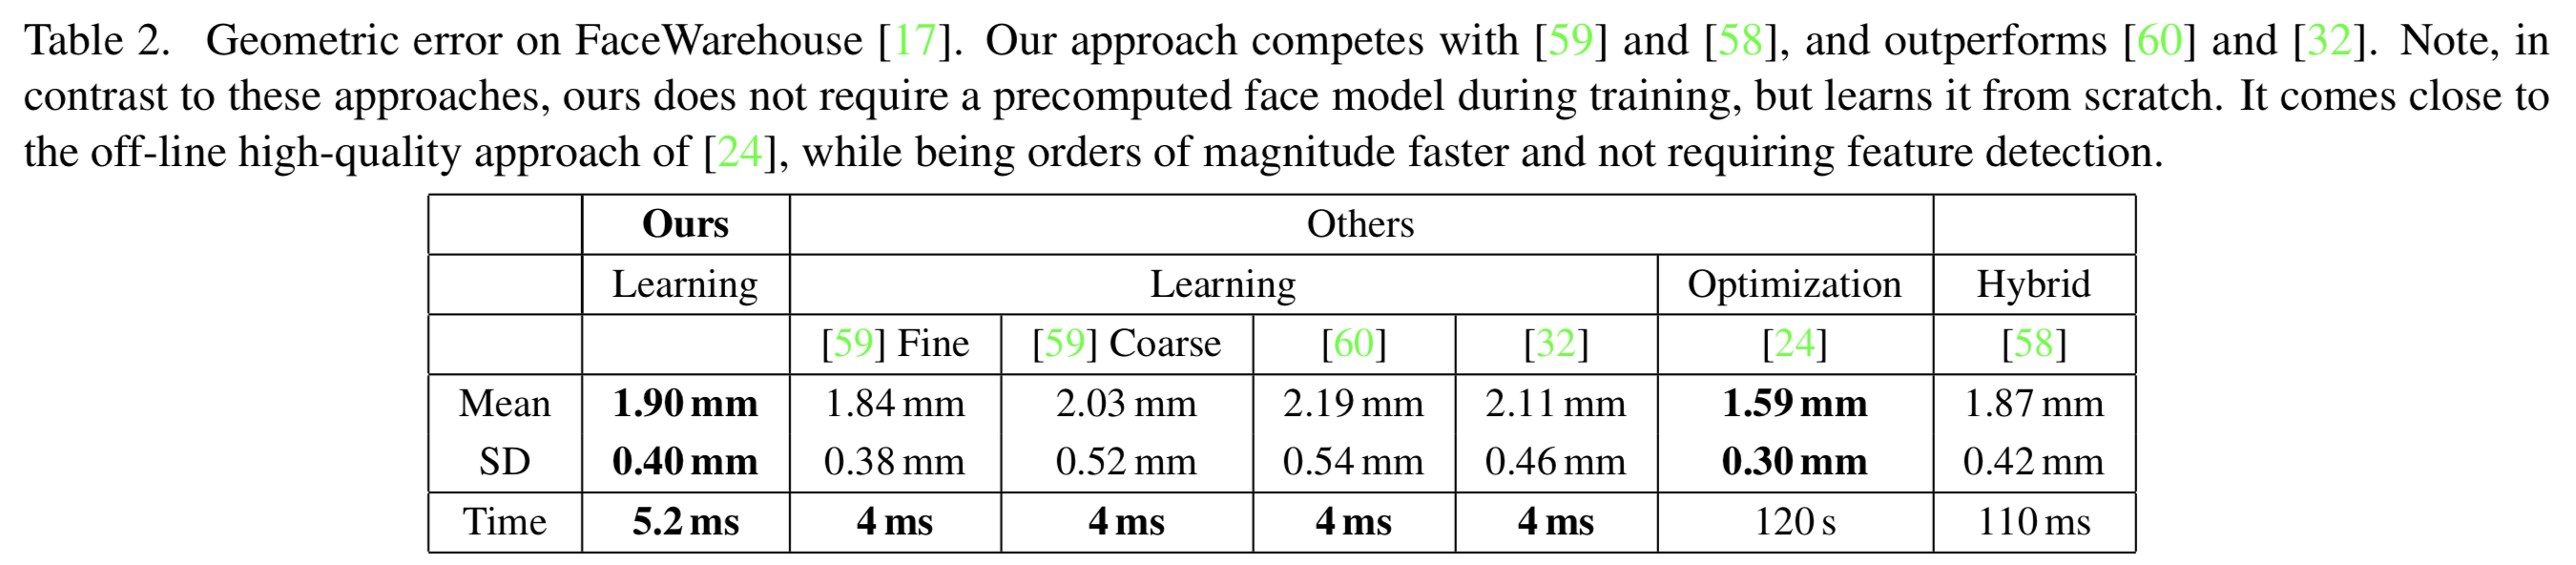 Table 2. Geometric error on FaceWarehouse [17]. Our approach competes with [59] and [58], and outperforms [60] and [32]. Note, in
contrast to these approaches, ours does not require a precomputed face model during training, but learns it from scratch. It comes close to
the off-line high-quality approach of [24], while being orders of magnitude faster and not requiring feature detection.
Ours Others
Learning Learning Optimization Hybrid
[59] Fine [59] Coarse [60] [32] [24] [58]
Mean 1.90 mm 1.84 mm 2.03 mm 2.19 mm 2.11 mm 1.59 mm 1.87 mm
SD 0.40 mm 0.38 mm 0.52 mm 0.54 mm 0.46 mm 0.30 mm 0.42 mm
Time 5.2 ms 4 ms 4 ms 4 ms 4 ms 120 s 110 ms